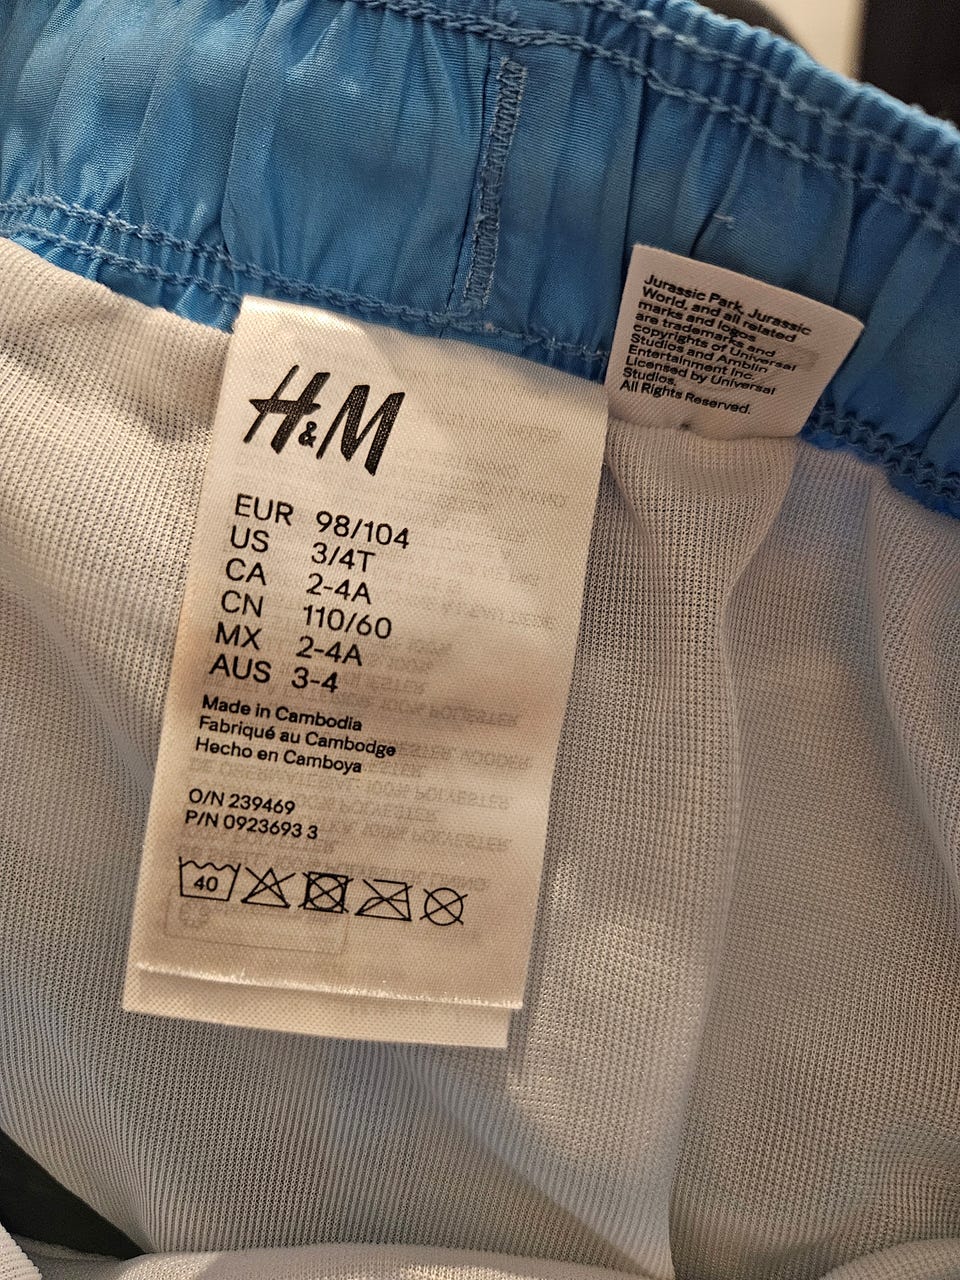 H&M
EUR 98/104
US 3/4T
CA 2-4A
CN 110/60
MX 2-4A
AUS 3-4
Made in Cambodia
Fabriqué au Cambodge
Hecho en Camboya
O/N 239469
P/N 0923693 3
40
Jurassic Park, Jurassic
World, and all related
marks and logos
are trademarks and
copyrights of Universal
Studios and Amblin
Entertainment Inc.
Licensed by Universal
Studios.
All Rights Reserved.